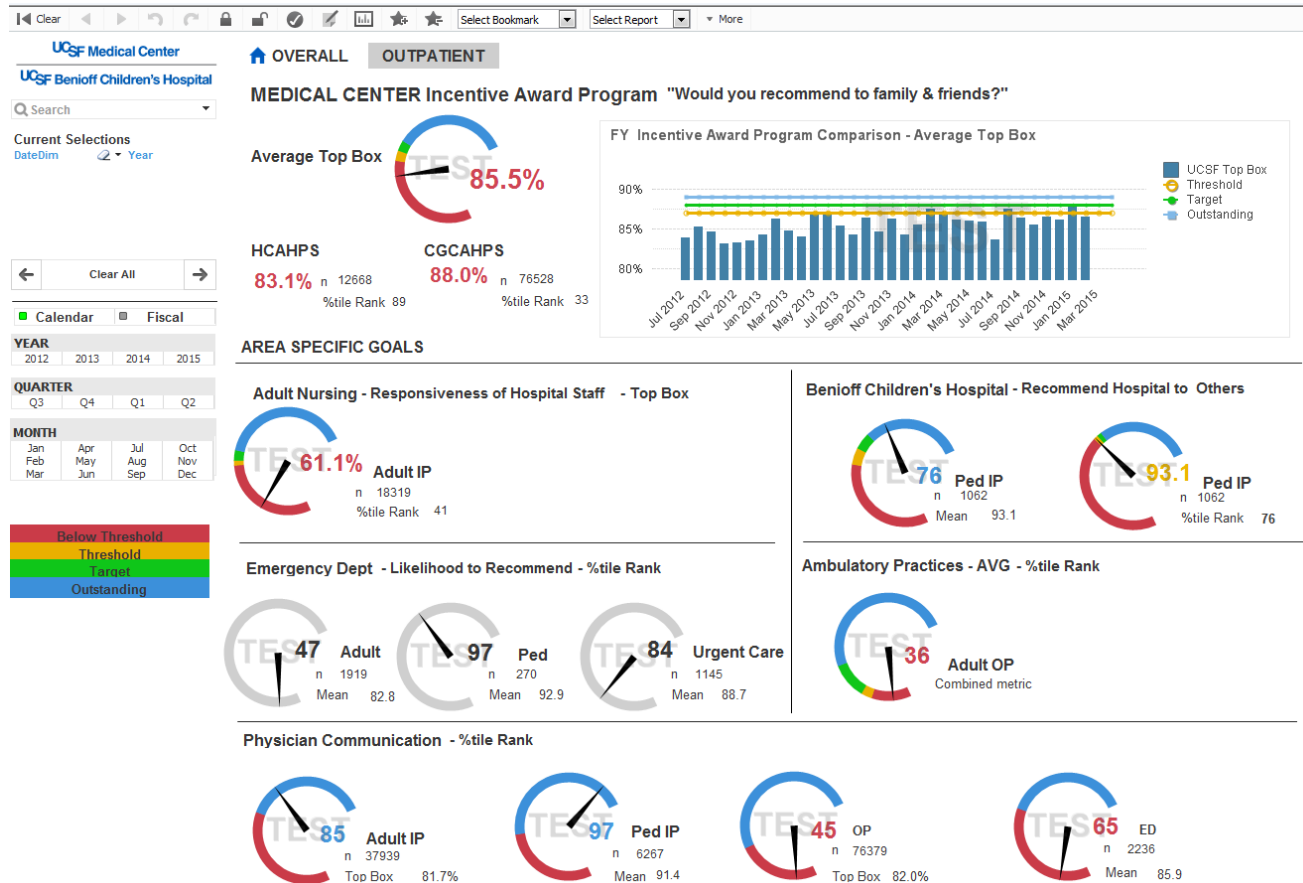 Clear
Select Bookmark
Select Report
More
UCSF Medical Center
UCSF Benioff Children's Hospital
Search
Current Selections
DateDim Year
Clear All
Calendar Fiscal
YEAR
2012 2013 2014 2015
QUARTER
Q3 Q4 Q1 Q2
MONTH
Jan Apr Jul Oct
Feb May Aug Nov
Mar Jun Sep Dec
Below Threshold
Threshold
Target
Outstanding
OVERALL OUTPATIENT
MEDICAL CENTER Incentive Award Program "Would you recommend to family & friends?"
Average Top Box
TEST
85.5%
HCAHPS
83.1% n 12668
%tile Rank 89
CGCAHPS
88.0% n 76528
%tile Rank 33
FY Incentive Award Program Comparison - Average Top Box
90%
85%
80%
TEST
Jul 2012 Sep 2012 Nov 2012 Jan 2013 Mar 2013 May 2013 Jul 2013 Sep 2013 Nov 2013 Jan 2014 Mar 2014 May 2014 Jul 2014 Sep 2014 Nov 2014 Jan 2015 Mar 2015
UCSF Top Box
Threshold
Target
Outstanding
AREA SPECIFIC GOALS
Adult Nursing - Responsiveness of Hospital Staff - Top Box
TEST
61.1% Adult IP
n 18319
%tile Rank 41
Benioff Children's Hospital - Recommend Hospital to Others
TEST
76 Ped IP
n 1062
Mean 93.1
TEST
93.1 Ped IP
n 1062
%tile Rank 76
Emergency Dept - Likelihood to Recommend - %tile Rank
TEST
47 Adult
n 1919
Mean 82.8
TEST
97 Ped
n 270
Mean 92.9
TEST
84 Urgent Care
n 1145
Mean 88.7
Ambulatory Practices - AVG - %tile Rank
TEST
36 Adult OP
Combined metric
Physician Communication - %tile Rank
TEST
85 Adult IP
n 37939
Top Box 81.7%
TEST
97 Ped IP
n 6267
Mean 91.4
TEST
45 OP
n 76379
Top Box 82.0%
TEST
65 ED
n 2236
Mean 85.9